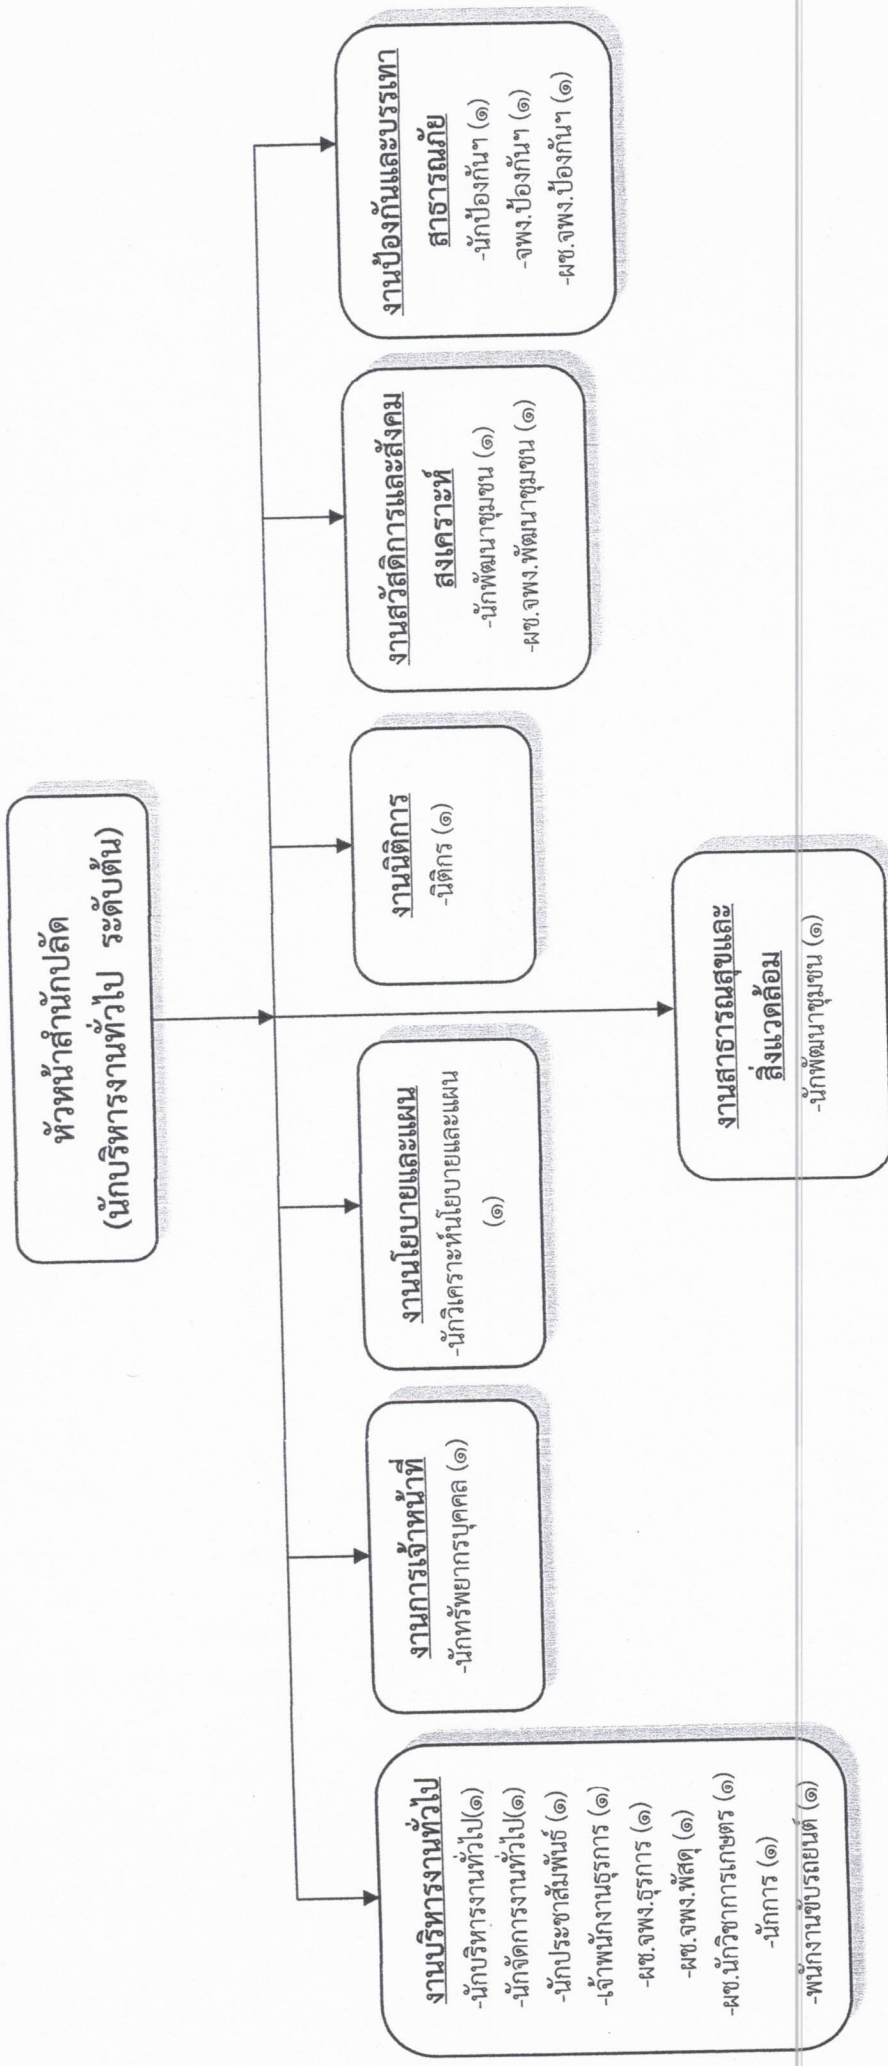 หัวหน้าสำนักปลัด
(นักบริหารงานทั่วไป ระดับต้น)
งานบริหารงานทั่วไป
-นักบริหารงานทั่วไป(๑)
-นักจัดการงานทั่วไป(๑)
-นักประชาสัมพันธ์ (๑)
-เจ้าพนักงานธุรการ (๑)
-ผช.จพง.ธุรการ (๑)
-ผช.จพง.พัสดุ (๑)
-ผช.นักวิชาการเกษตร (๑)
-นักการ (๑)
-พนักงานขับรถยนต์ (๑)
งานการเจ้าหน้าที่
-นักทรัพยากรบุคคล (๑)
งานนโยบายและแผน
-นักวิเคราะห์นโยบายและแผน
(๑)
งานนิติการ
-นิติกร (๑)
งานสวัสดิการและสังคม
สงเคราะห์
-นักพัฒนาชุมชน (๑)
-ผช.จพง.พัฒนาชุมชน (๑)
งานป้องกันและบรรเทา
สาธารณภัย
-นักป้องกันฯ (๑)
-จพง.ป้องกันฯ (๑)
-ผช.จพง.ป้องกันฯ (๑)
งานสาธารณสุขและ
สิ่งแวดล้อม
-นักพัฒนาชุมชน (๑)